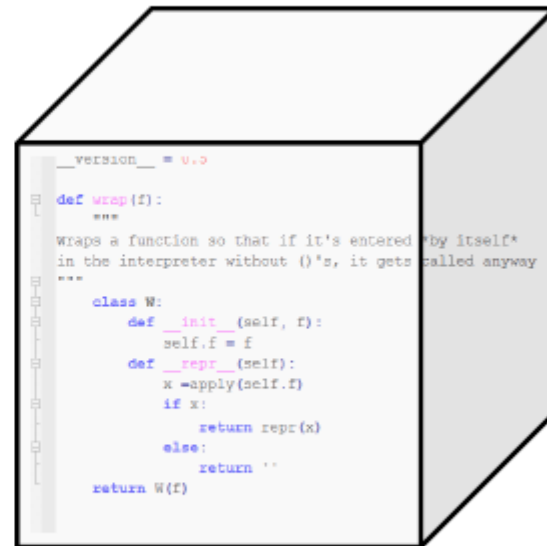 __version__ = 0.5
def wrap(f):
"""
Wraps a function so that if it's entered *by itself*
in the interpreter without ()'s, it gets called anyway
"""
class W:
def __init__(self, f):
self.f = f
def __repr__(self):
x =apply(self.f)
if x:
return repr(x)
else:
return ''
return W(f)